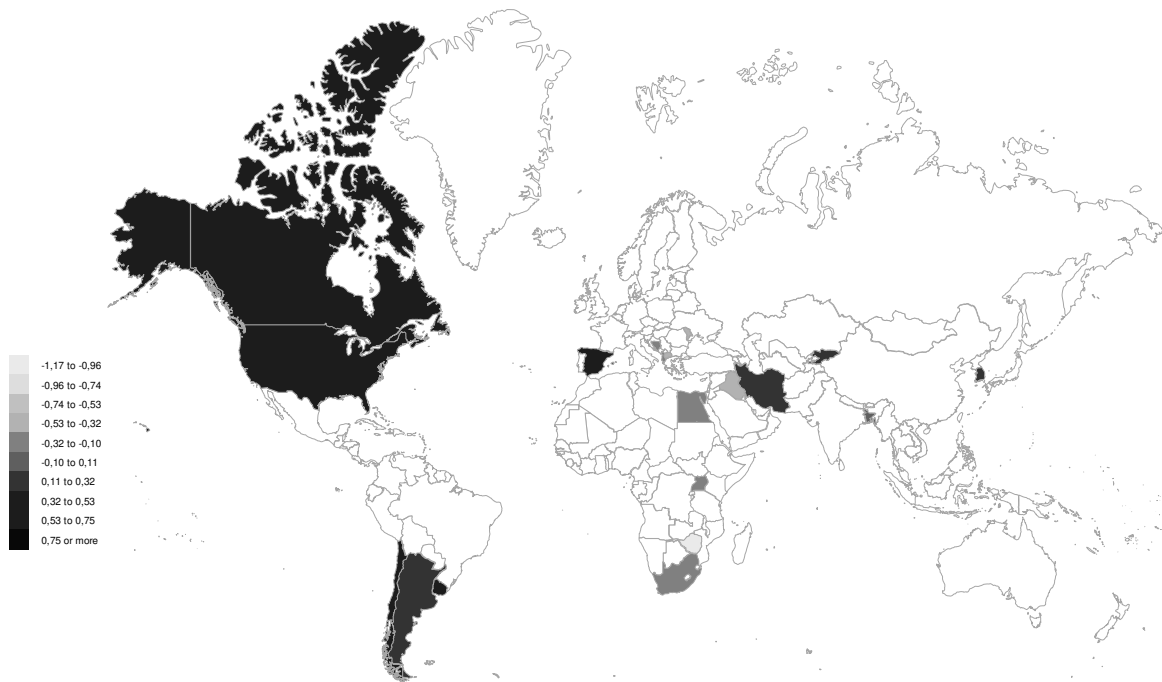 -1,17 to -0,96
-0,96 to -0,74
-0,74 to -0,53
-0,53 to -0,32
-0,32 to -0,10
-0,10 to 0,11
0,11 to 0,32
0,32 to 0,53
0,53 to 0,75
0,75 or more